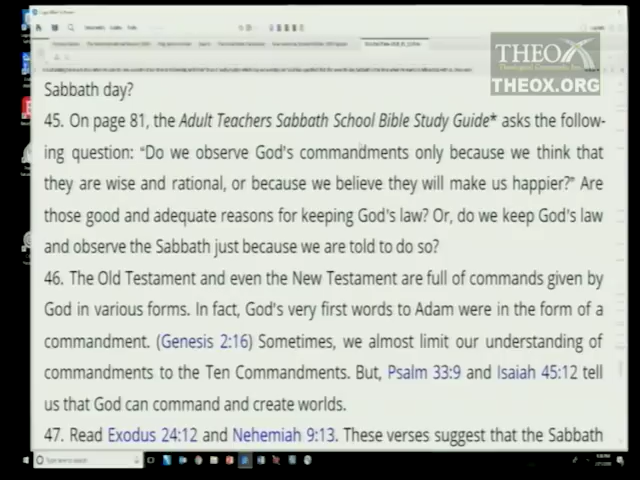 THEOX
THEOX.ORG
Sabbath day?
45. On page 81, the Adult Teachers Sabbath School Bible Study Guide* asks the follow-
ing question: “Do we observe God's commandments only because we think that
they are wise and rational, or because we believe they will make us happier?” Are
those good and adequate reasons for keeping God's law? Or, do we keep God's law
and observe the Sabbath just because we are told to do so?
46. The Old Testament and even the New Testament are full of commands given by
God in various forms. In fact, God's very first words to Adam were in the form of a
commandment. (Genesis 2:16) Sometimes, we almost limit our understanding of
commandments to the Ten Commandments. But, Psalm 33:9 and Isaiah 45:12 tell
us that God can command and create worlds.
47. Read Exodus 24:12 and Nehemiah 9:13. These verses suggest that the Sabbath